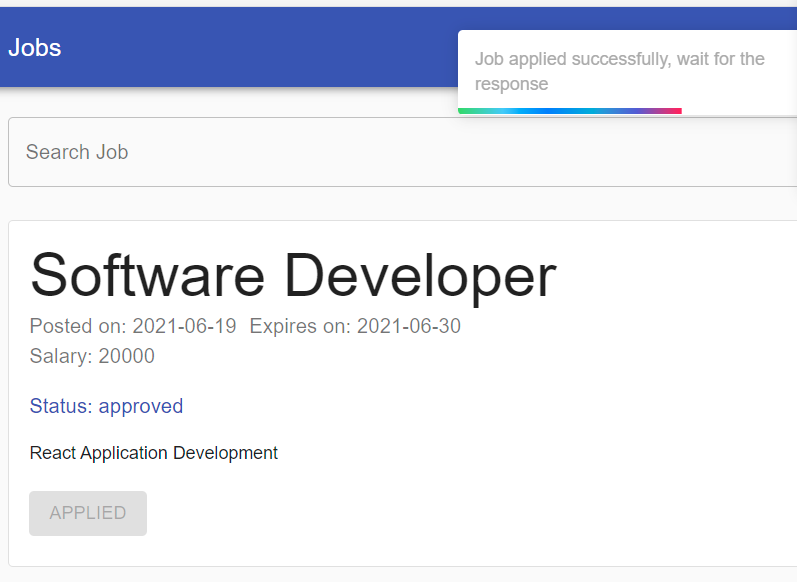 Jobs
Job applied successfully, wait for the
response
Search Job
Software Developer
Posted on: 2021-06-19 Expires on: 2021-06-30
Salary: 20000
Status: approved
React Application Development
APPLIED